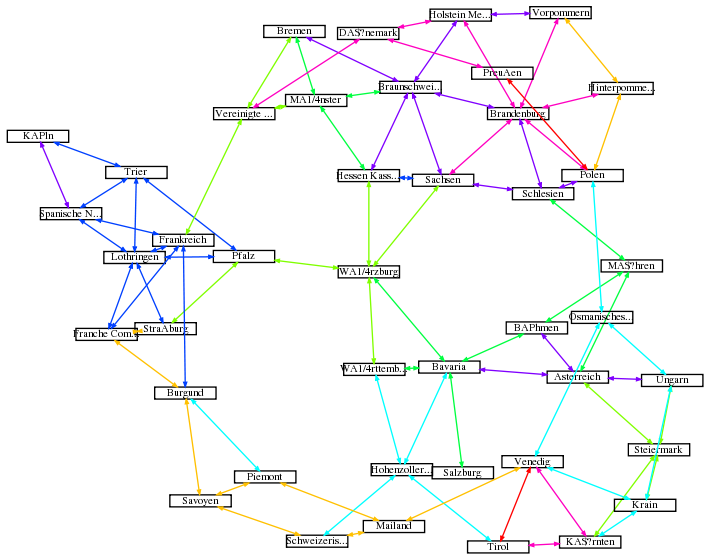 Holstein Me...
Vorpommern
Bremen
DAS?nemark
PreuAen
Braunschwei...
Hinterpomme...
MA1/4nster
Vereinigte ...
Brandenburg
KAPln
Trier
Hessen Kass...
Sachsen
Polen
Schlesien
Spanische N...
Frankreich
Lothringen
Pfalz
WA1/4rzburg
MAS?hren
Osmanisches...
Franche Com...
StraAburg
BAPhmen
WA1/4rttemb...
Bavaria
Asterreich
Ungarn
Burgund
Steiermark
Venedig
Hohenzoller...
Salzburg
Piemont
Savoyen
Krain
Mailand
Schweizeris...
Tirol
KAS?rnten